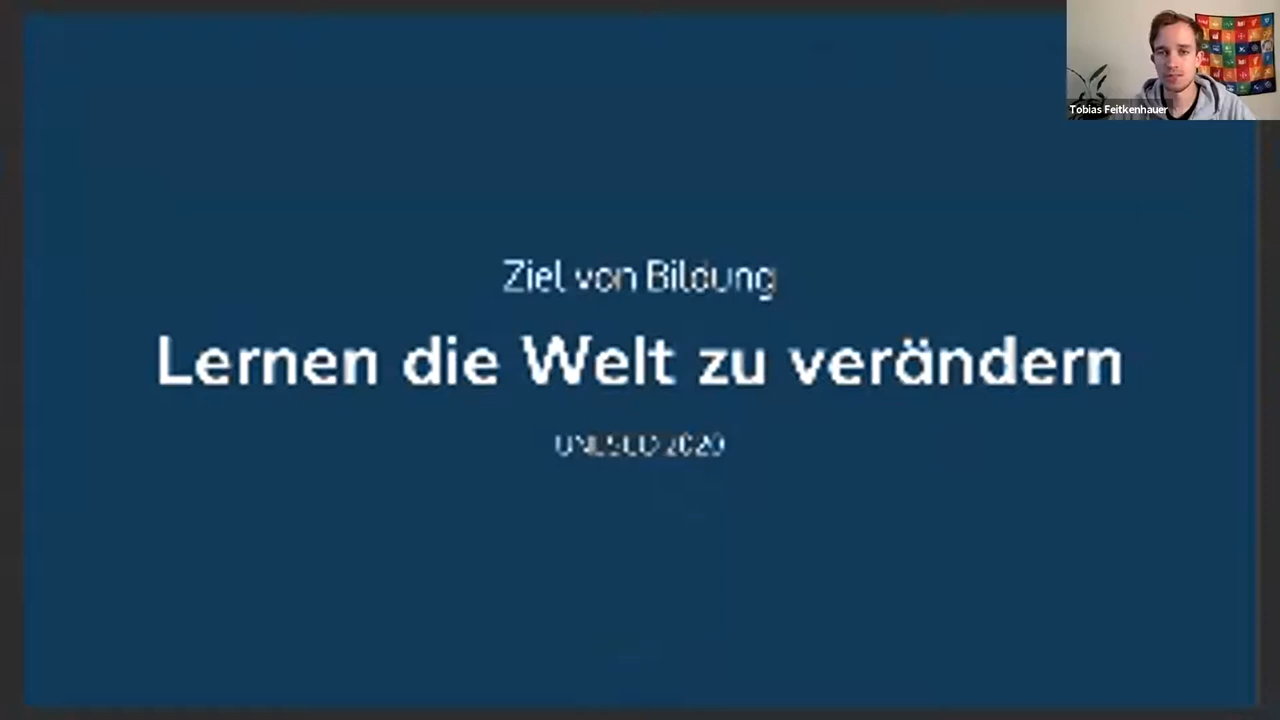 Tobias Feitkenhauer
Ziel von Bildung
Lernen die Welt zu verändern
UNESCO 2020